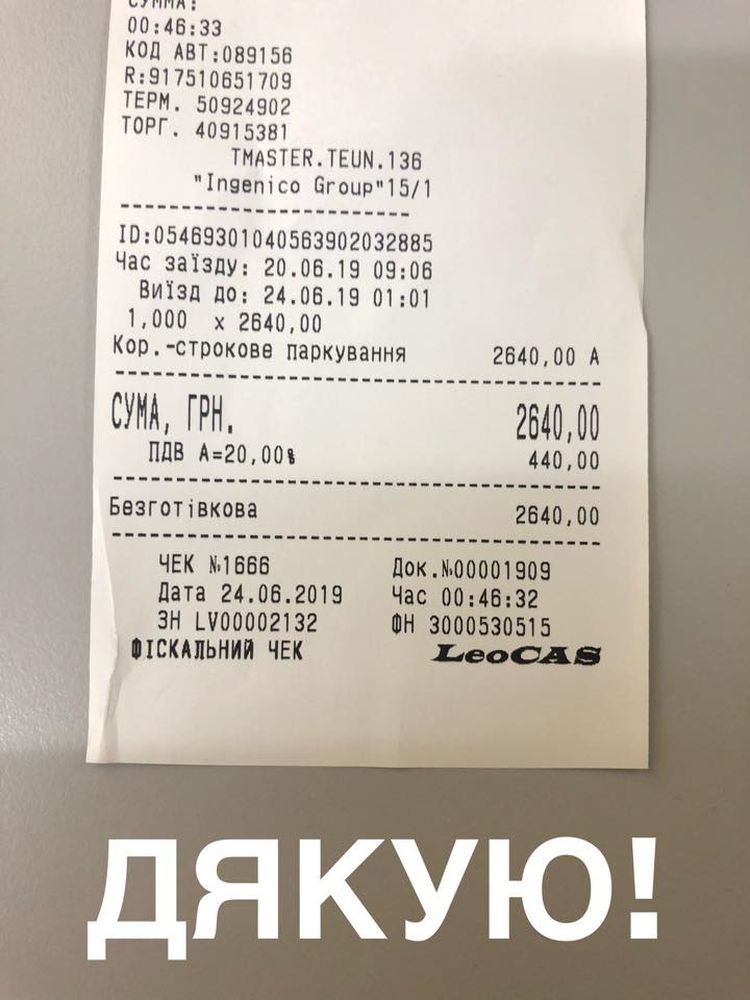 СУММА:
00:46:33
КОД АВТ:089156
R:917510651709
ТЕРМ. 50924902
ТОРГ. 40915381
TMASTER.TEUN.136
"Ingenico Group"15/1
ID:05469301040563902032885
Час заїзду: 20.06.19 09:06
Виїзд до: 24.06.19 01:01
1,000 x 2640,00
Кор.-строкове паркування 2640,00 А
СУМА, ГРН. 2640,00
ПДВ А=20,00% 440,00
Безготівкова 2640,00
ЧЕК №1666 Док.№00001909
Дата 24.06.2019 Час 00:46:32
ЗН LV00002132 ФН 3000530515
ФІСКАЛЬНИЙ ЧЕК LeoCAS
ДЯКУЮ!